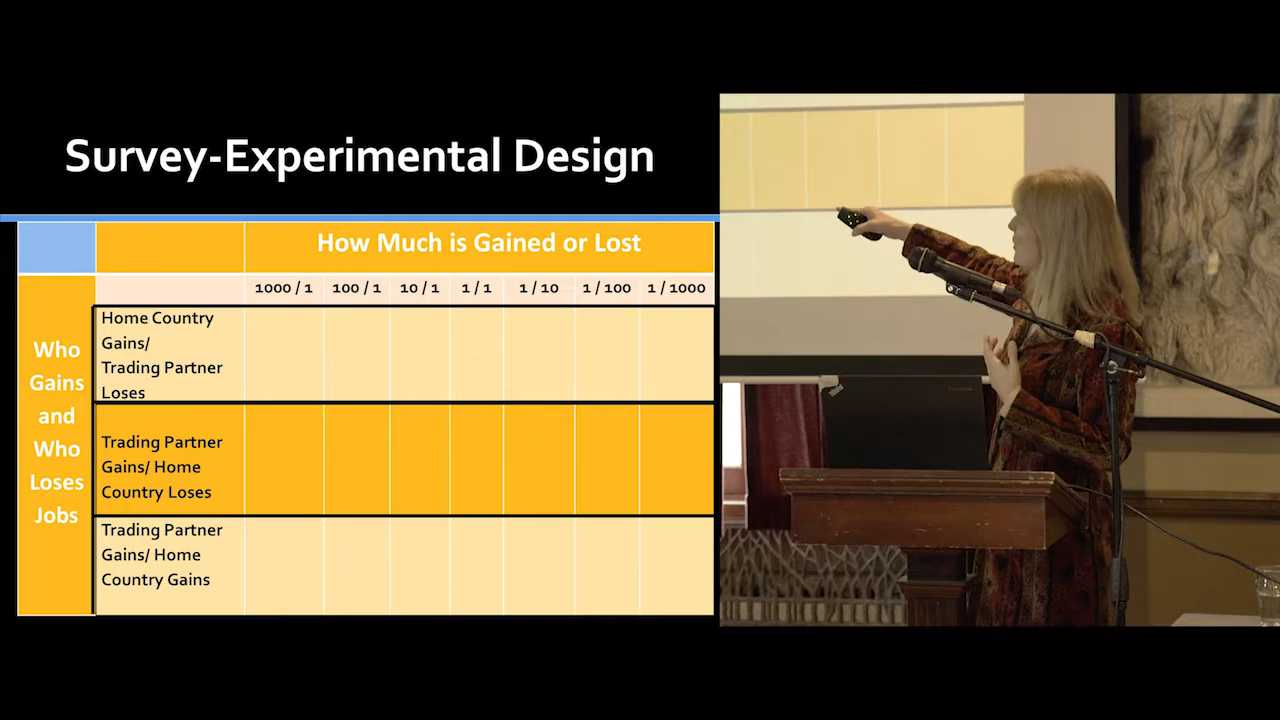 Survey-Experimental Design
How Much is Gained or Lost
1000 / 1 100 / 1 10 / 1 1 / 1 1 / 10 1 / 100 1 / 1000
Who
Gains
and
Who
Loses
Jobs
Home Country
Gains/
Trading Partner
Loses
Trading Partner
Gains/ Home
Country Loses
Trading Partner
Gains/ Home
Country Gains